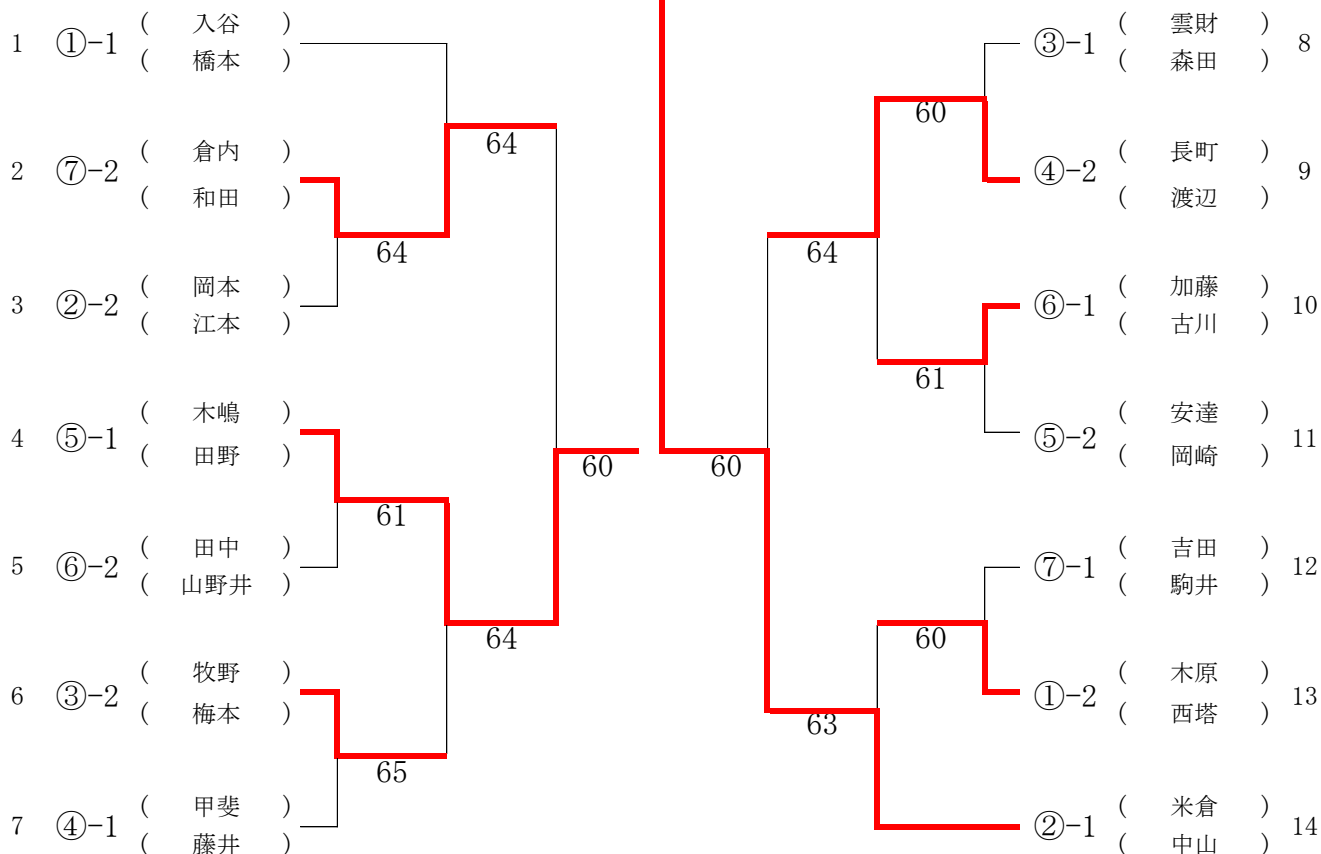 1 ①-1 ( 入谷 )
( 橋本 )
64
2 ⑦-2 ( 倉内 )
( 和田 )
64
3 ②-2 ( 岡本 )
( 江本 )
4 ⑤-1 ( 木嶋 )
( 田野 )
60
61
5 ⑥-2 ( 田中 )
( 山野井 )
64
6 ③-2 ( 牧野 )
( 梅本 )
65
7 ④-1 ( 甲斐 )
( 藤井 )
③-1 ( 雲財 ) 8
( 森田 )
60
④-2 ( 長町 ) 9
( 渡辺 )
64
⑥-1 ( 加藤 ) 10
( 古川 )
61
⑤-2 ( 安達 ) 11
( 岡崎 )
60
⑦-1 ( 吉田 ) 12
( 駒井 )
60
①-2 ( 木原 ) 13
( 西塔 )
63
②-1 ( 米倉 ) 14
( 中山 )